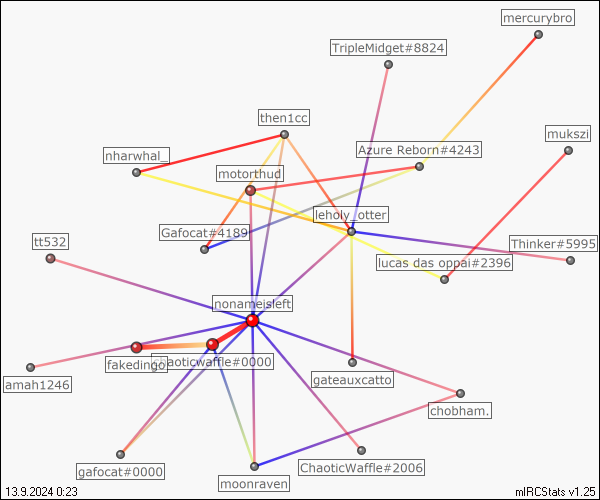 mercurybro
TripleMidget#8824
then1cc
mukszi
Azure Reborn#4243
nharwhal_
motorthud
leholy_otter
Gafocat#4189
tt532
Thinker#5995
lucas das oppai#2396
nonameisleft
chaoticwaffle#0000
fakedingo
gateauxcatto
amah1246
chobham.
ChaoticWaffle#2006
gafocat#0000
moonraven
13.9.2024 0:23
mIRCStats v1.25